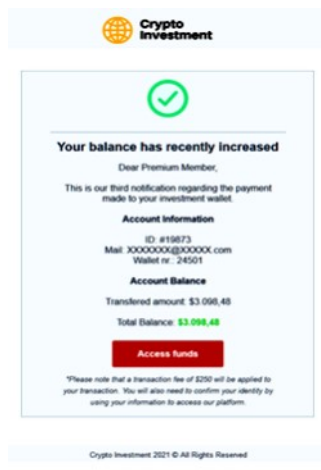 Crypto
Investment
Your balance has recently increased
Dear Premium Member,
This is our third notification regarding the payment
made to your investment wallet.
Account Information
ID: #19873
Mail: XXXXXXX@XXXXX.com
Wallet nr.: 24501
Account Balance
Transfered amount: $3.098,48
Total Balance: $3.098,48
Access funds
*Please note that a transaction fee of $250 will be applied to
your transaction. You will also need to confirm your identity by
using your information to access our platform.
Crypto Investment 2021 © All Rights Reserved